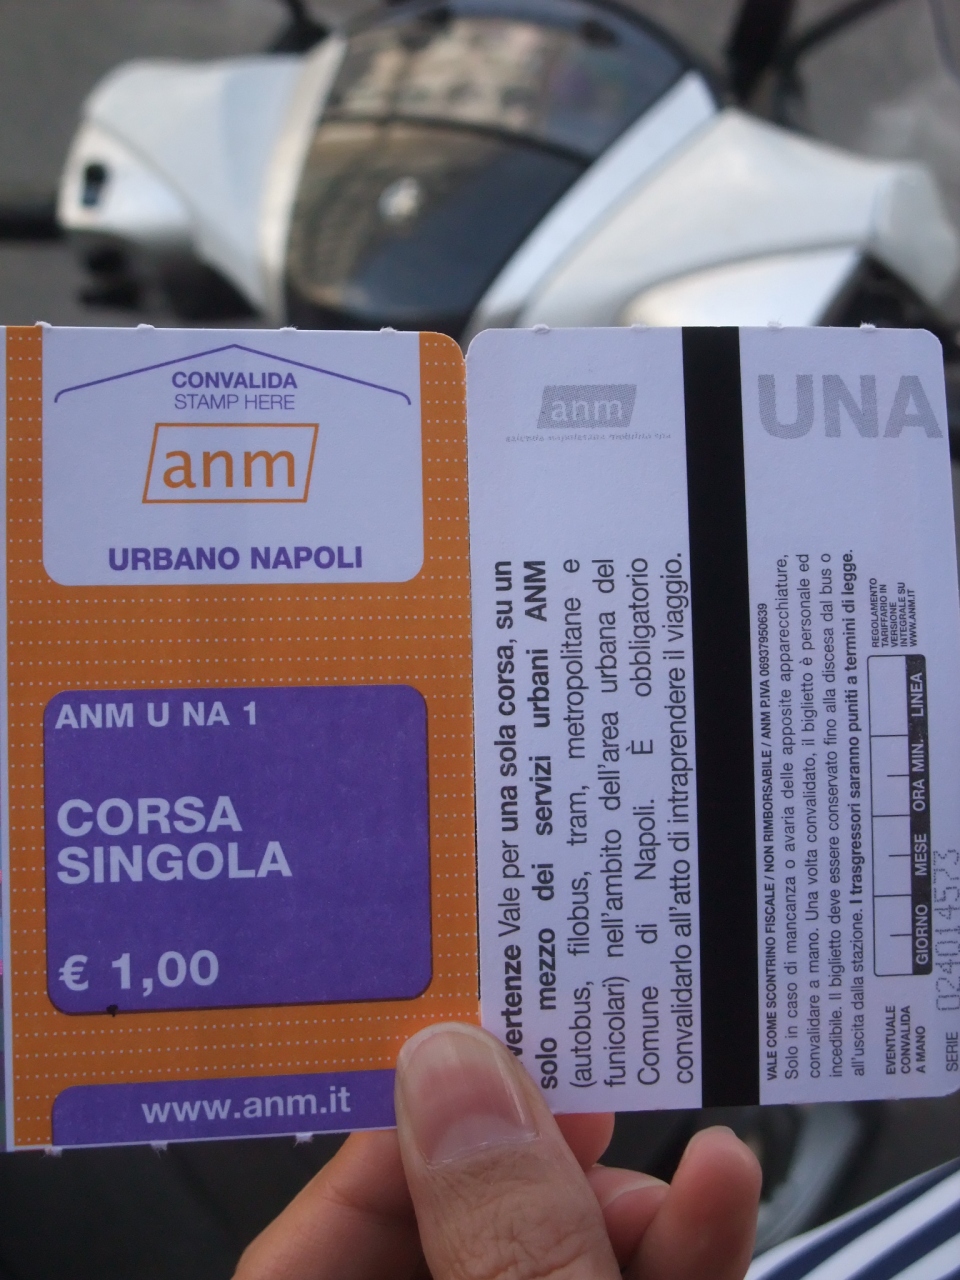 CONVALIDA
STAMP HERE
anm
URBANO NAPOLI
ANM U NA 1
CORSA
SINGOLA
€ 1,00
www.anm.it
anm
azienda napoletana mobilità spa
UNA
vertenze Vale per una sola corsa, su un
solo mezzo dei servizi urbani ANM
(autobus, filobus, tram, metropolitane e
funicolari) nell'ambito dell'area urbana del
Comune di Napoli. È obbligatorio
convalidarlo all'atto di intraprendere il viaggio.
VALE COME SCONTRINO FISCALE / NON RIMBORSABILE / ANM P.IVA 06937950639
Solo in caso di mancanza o avaria delle apposite apparecchiature,
convalidare a mano. Una volta convalidato, il biglietto è personale ed
incedibile. Il biglietto deve essere conservato fino alla discesa dal bus o
all'uscita dalla stazione. I trasgressori saranno puniti a termini di legge.
EVENTUALE
CONVALIDA
A MANO
GIORNO MESE ORA MIN. LINEA
REGOLAMENTO
TARIFFARIO IN
VERSIONE
INTEGRALE SU
WWW.ANM.IT
SERIE 024014573